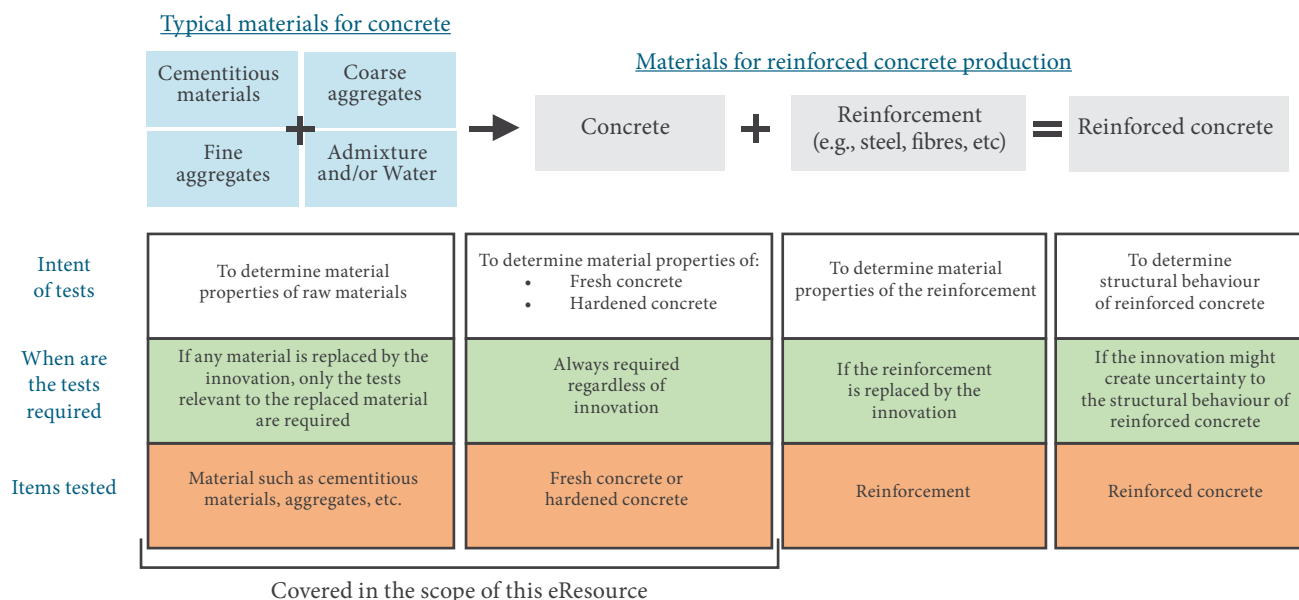 Typical materials for concrete
Cementitious
materials
Coarse
aggregates
Fine
aggregates
Admixture
and/or Water
Materials for reinforced concrete production
Concrete
Reinforcement
(e.g., steel, fibres, etc)
Reinforced concrete
Intent
of tests
To determine material
properties of raw materials
To determine material properties of:
• Fresh concrete
• Hardened concrete
To determine material
properties of the reinforcement
To determine
structural behaviour
of reinforced concrete
When are
the tests
required
If any material is replaced by the
innovation, only the tests
relevant to the replaced material
are required
Always required
regardless of
innovation
If the reinforcement
is replaced by the
innovation
If the innovation might
create uncertainty to
the structural behaviour of
reinforced concrete
Items tested
Material such as cementitious
materials, aggregates, etc.
Fresh concrete or
hardened concrete
Reinforcement
Reinforced concrete
Covered in the scope of this eResource